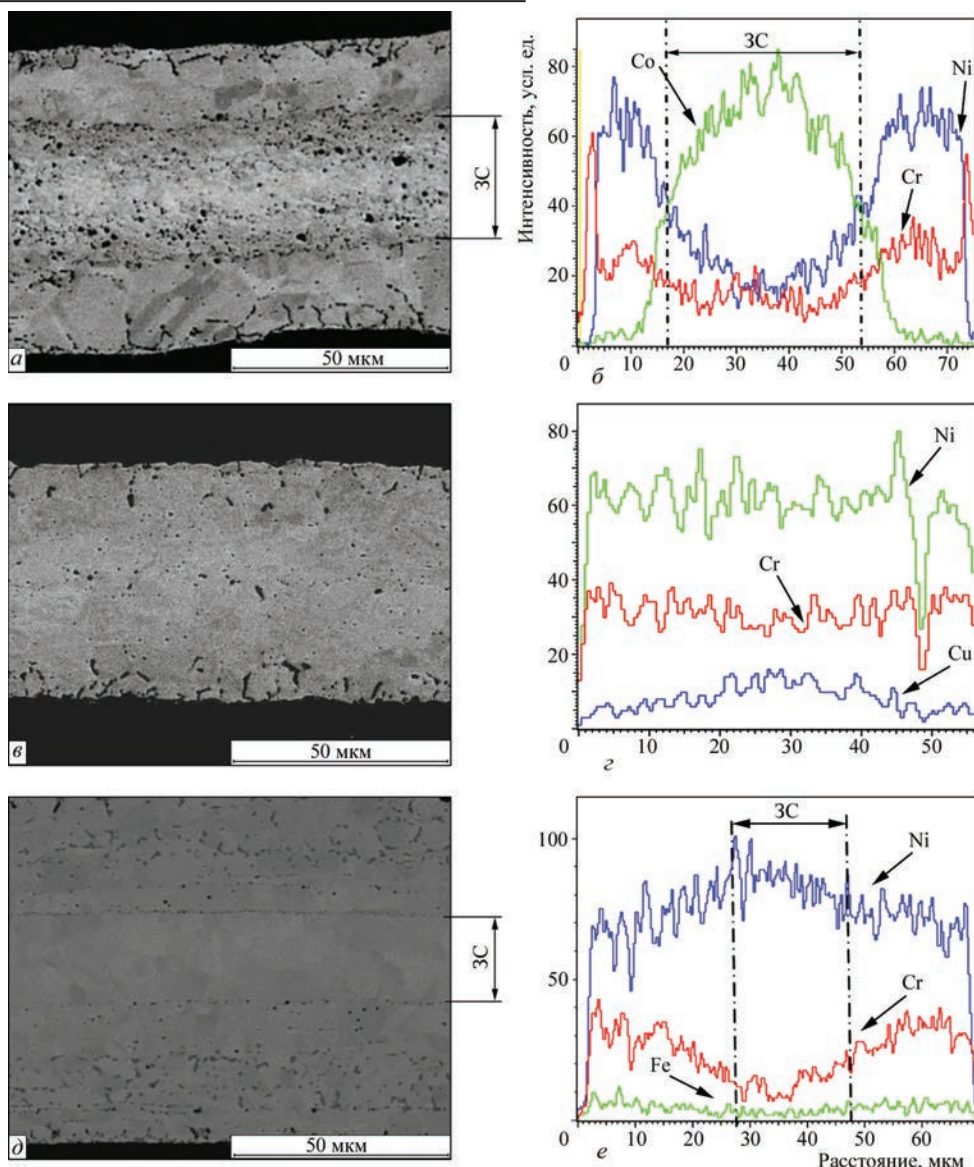 ЗС
50 мкм
а
Интенсивность, усл. ед.
ЗС
Co
Ni
Cr
80
60
40
20
0 10 20 30 40 50 60 70
б
50 мкм
в
80
60
40
20
Ni
Cr
Cu
0 10 20 30 40 50
г
ЗС
50 мкм
д
ЗС
100
50
Ni
Cr
Fe
0 10 20 30 40 50 60
е
Расстояние, мкм